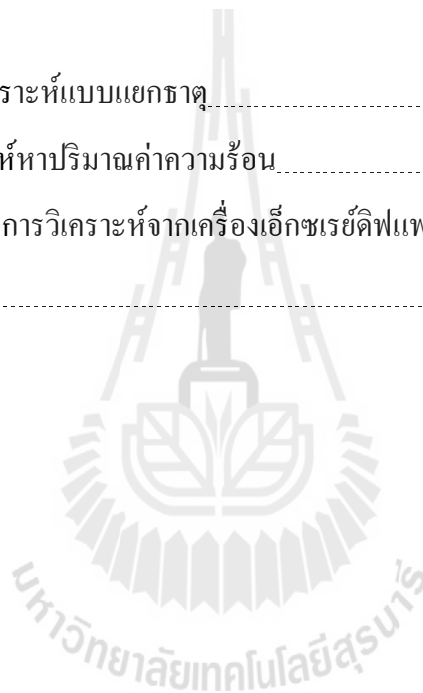 ราะห์แบบแยกธาตุ
ห์หาปริมาณค่าความร้อน
การวิเคราะห์จากเครื่องเอ็กซเรย์ดิฟแฟ
มหาวิทยาลัยเทคโนโลยีสุรนารี